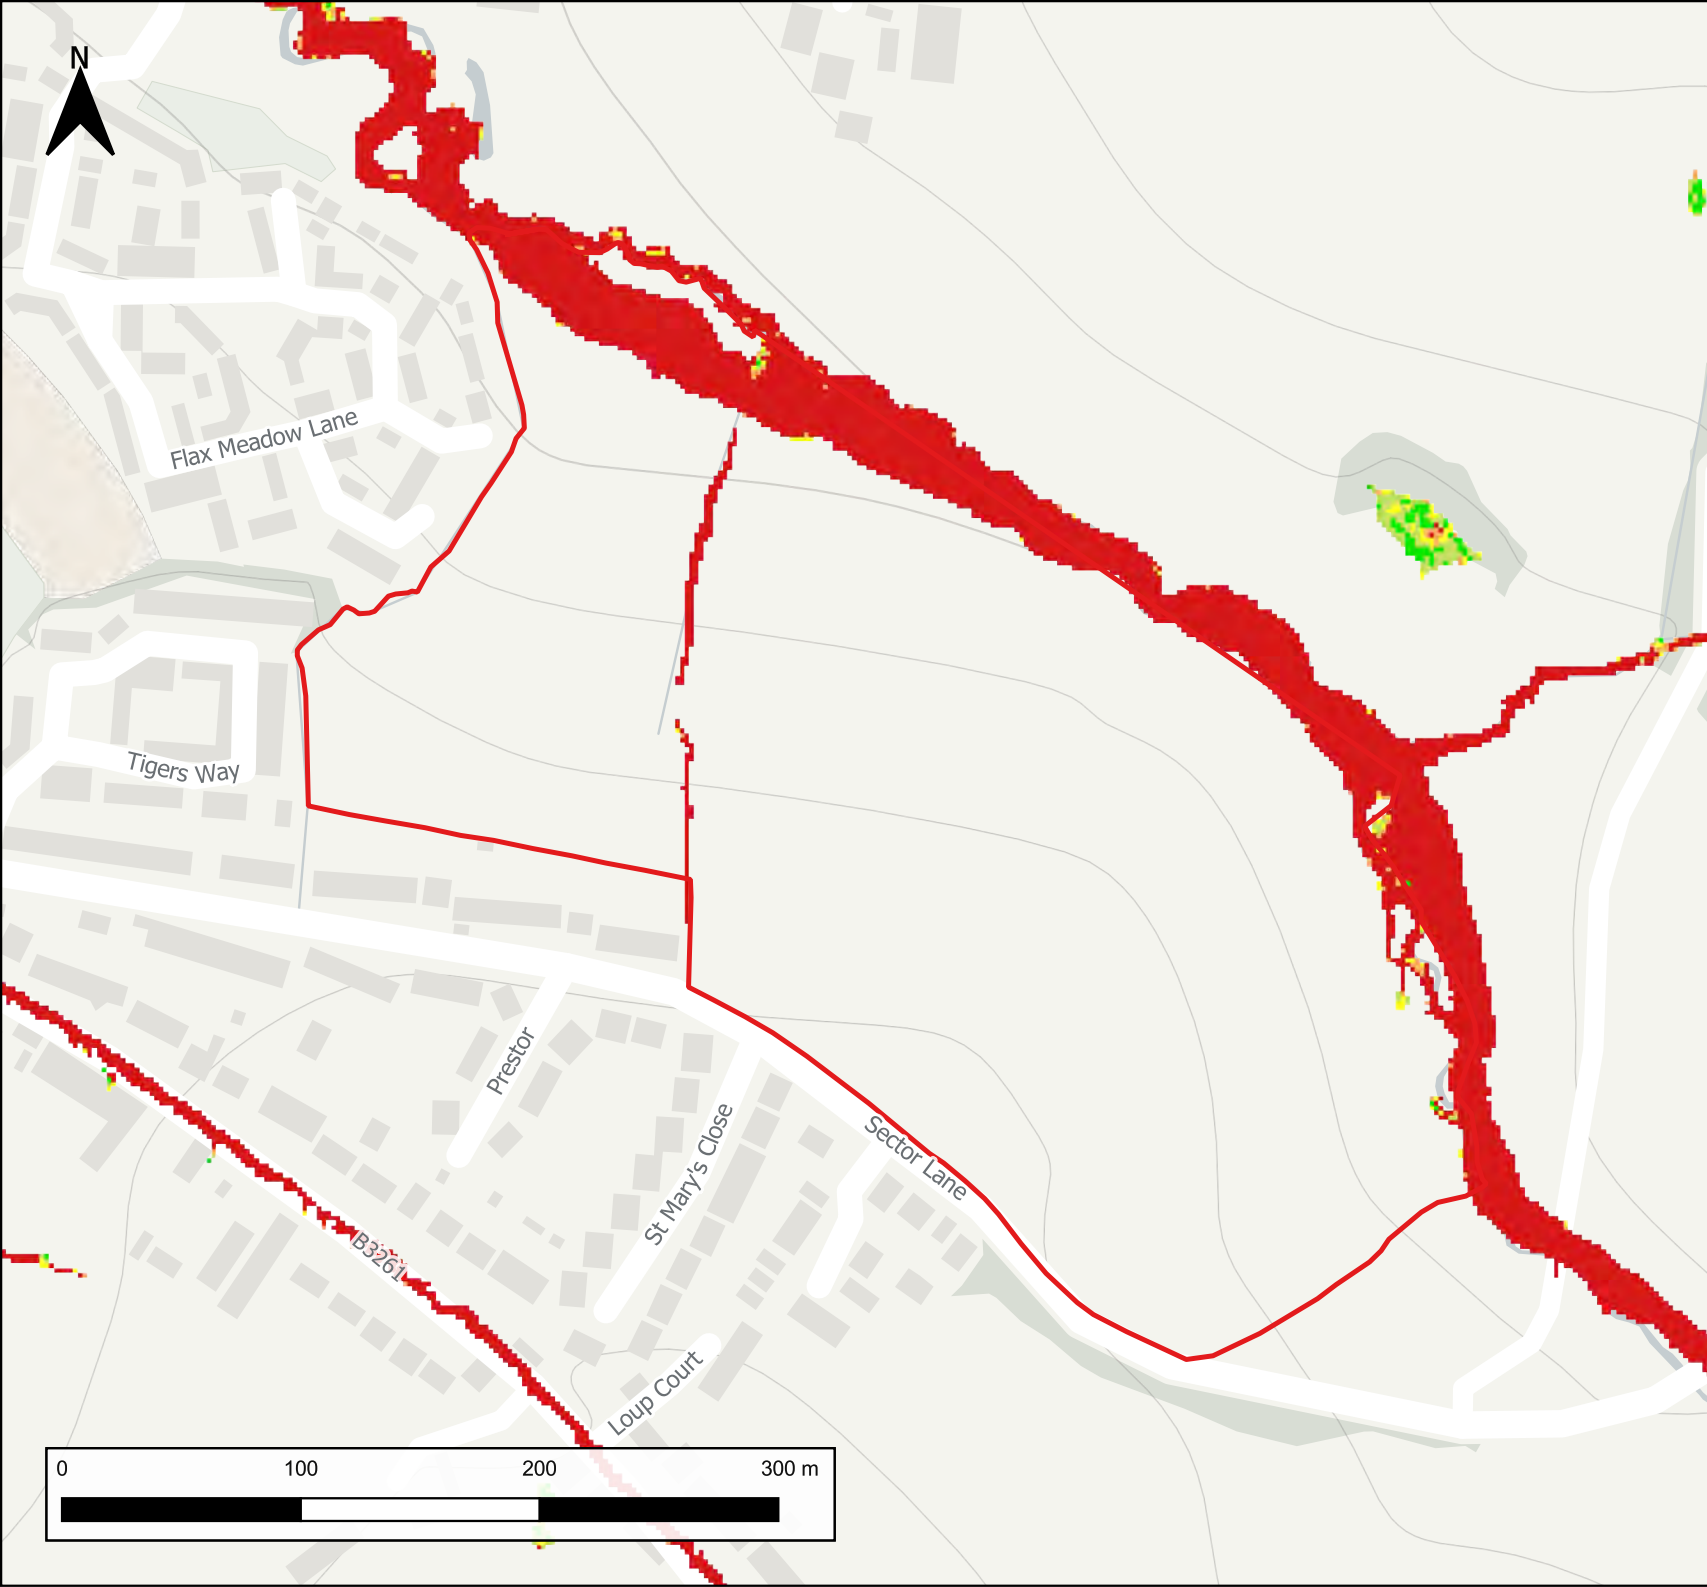 N
Flax Meadow Lane
Tigers Way
Prestor
St Mary's Close
Sector Lane
B3261
Loup Court
0 100 200 300 m